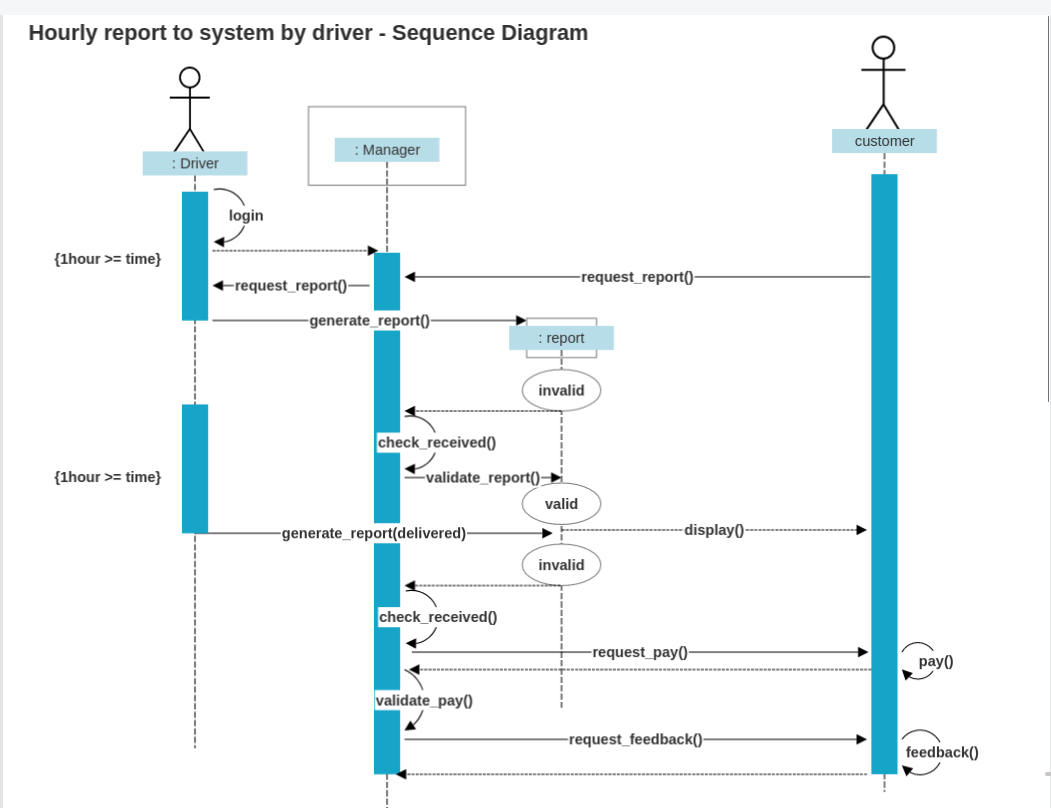 Hourly report to system by driver - Sequence Diagram
: Driver
: Manager
customer
login
{1hour >= time}
request_report()
request_report()
generate_report()
: report
invalid
check_received()
{1hour >= time}
validate_report()
valid
generate_report(delivered)
display()
invalid
check_received()
request_pay()
pay()
validate_pay()
request_feedback()
feedback()